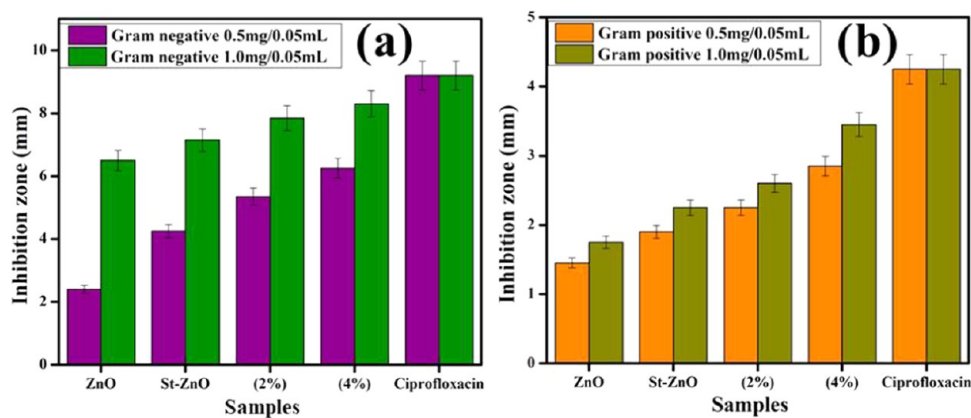 (a)
Gram negative 0.5mg/0.05mL
Gram negative 1.0mg/0.05mL
Inhibition zone (mm)
10
8
6
4
2
0
ZnO St-ZnO (2%) (4%) Ciprofloxacin
Samples
(b)
Gram positive 0.5mg/0.05mL
Gram positive 1.0mg/0.05mL
Inhibition zone (mm)
5
4
3
2
1
0
ZnO St-ZnO (2%) (4%) Ciprofloxacin
Samples